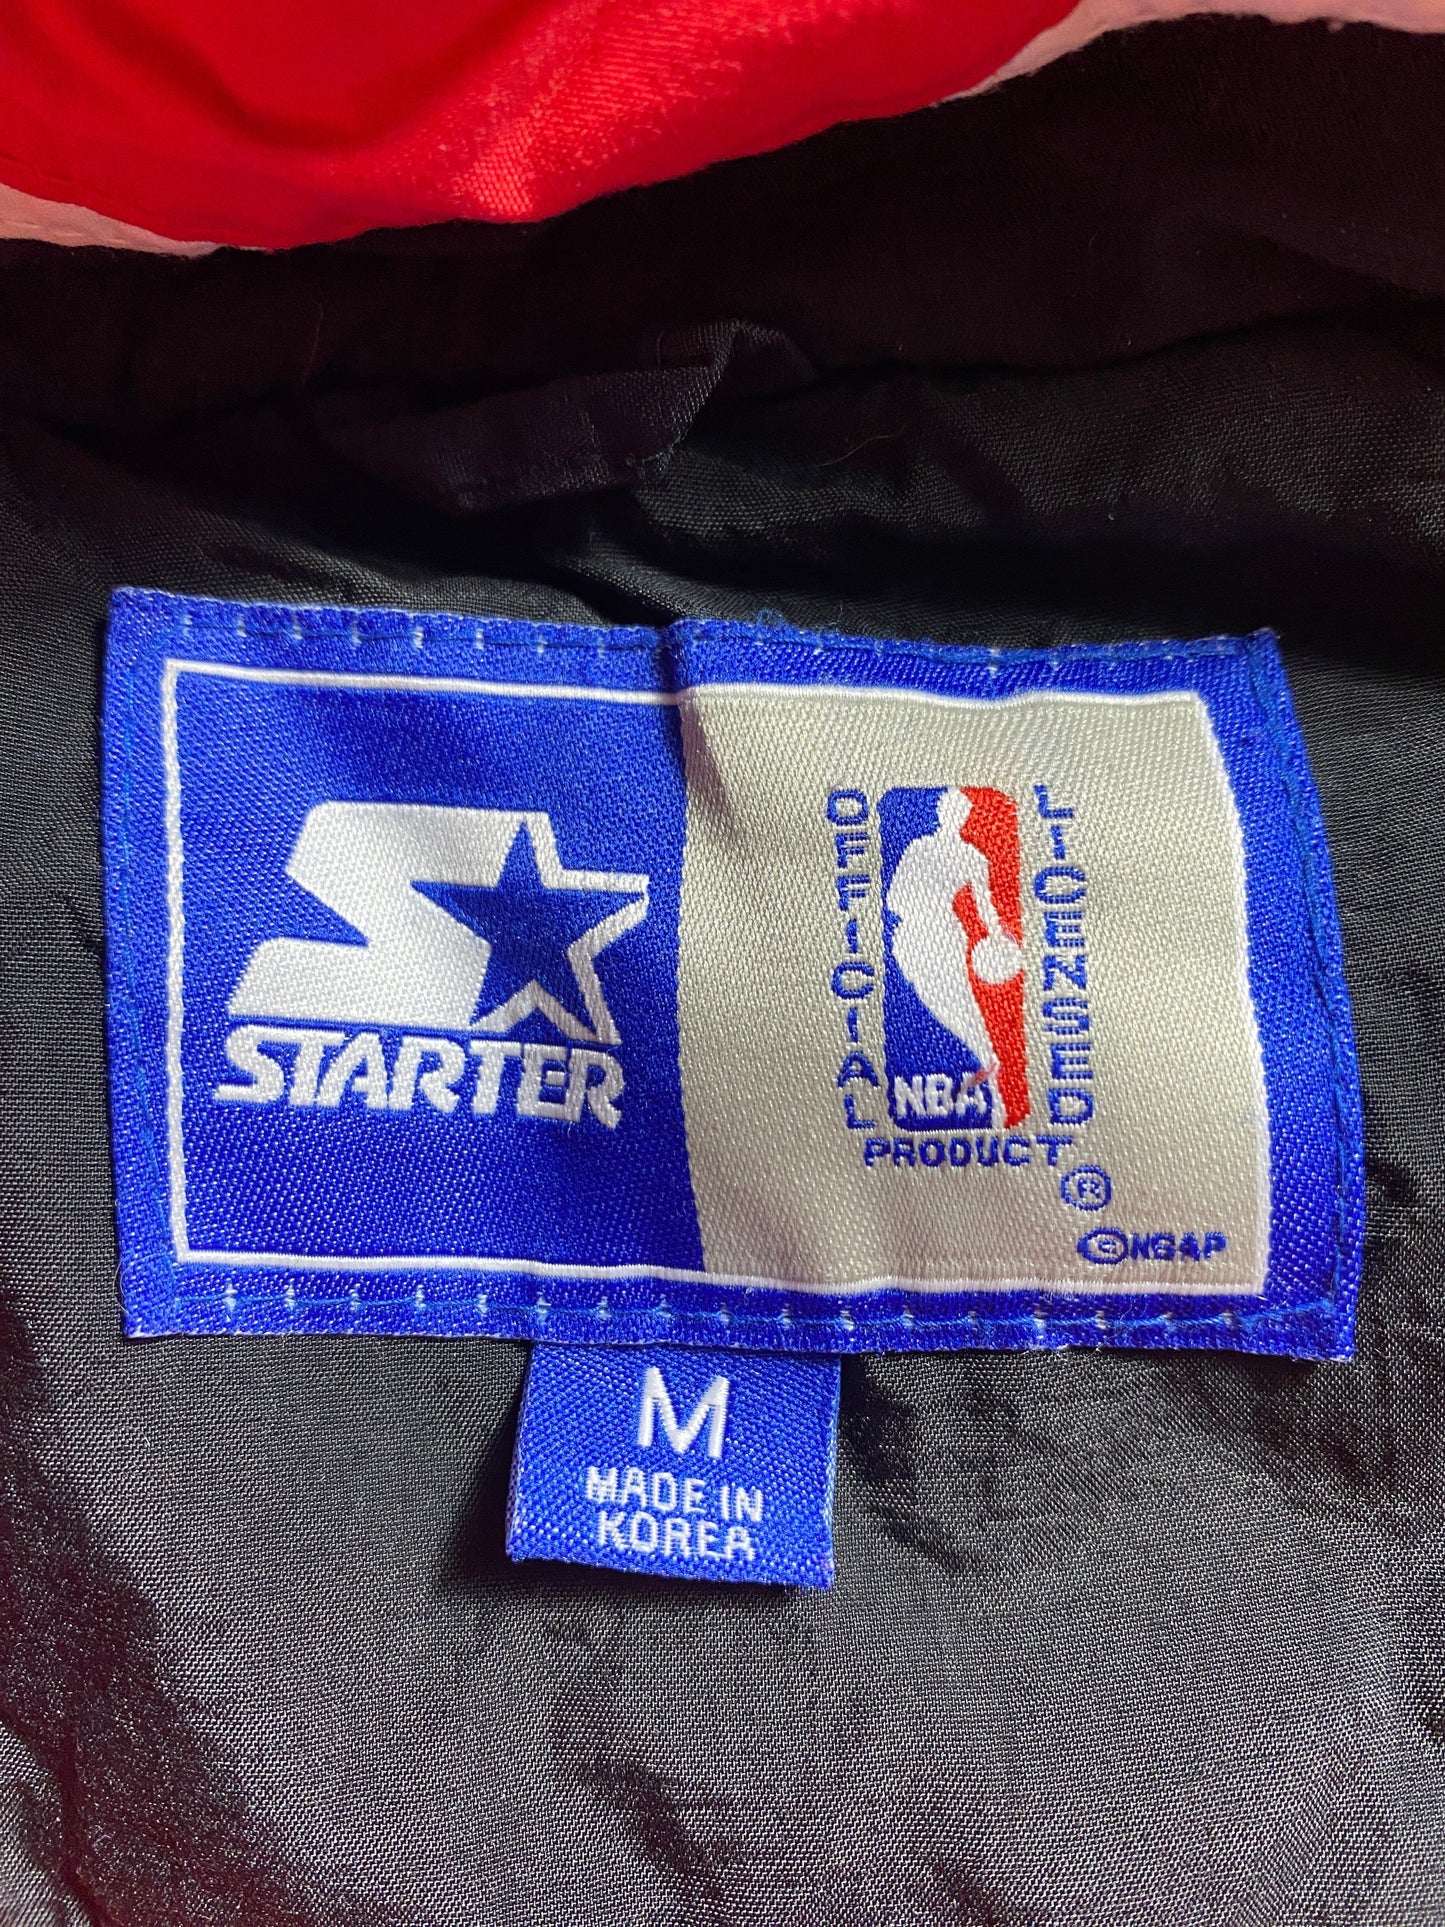 STARTER
OFFICIAL
LICENSED
NBA
PRODUCT
®
© NBAP
M
MADE IN
KOREA